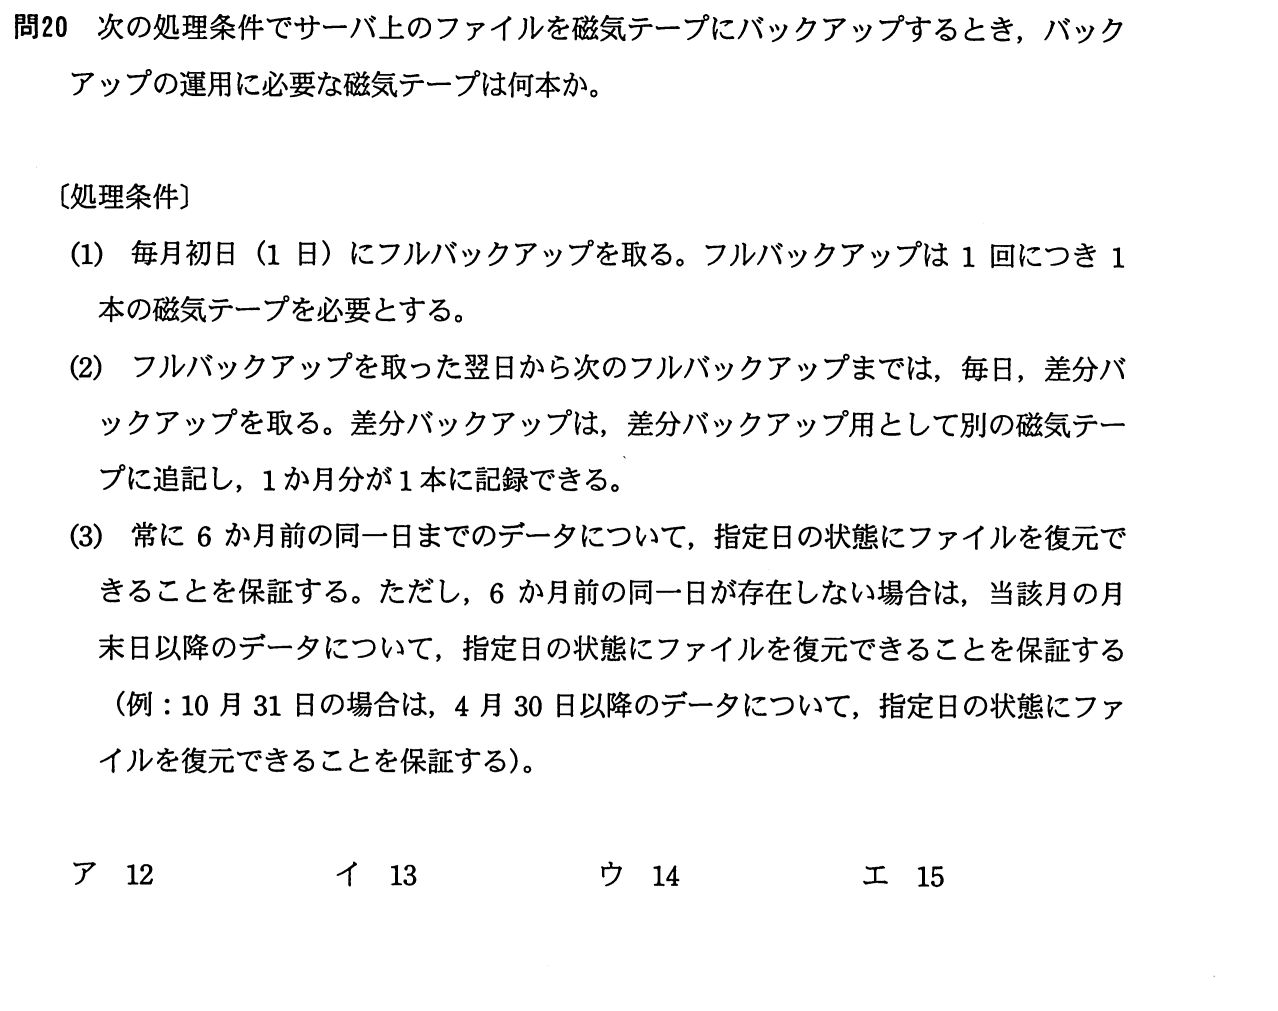 問20　次の処理条件でサーバ上のファイルを磁気テープにバックアップするとき，バック
アップの運用に必要な磁気テープは何本か。
〔処理条件〕
(1)　毎月初日（1 日）にフルバックアップを取る。フルバックアップは 1 回につき 1
本の磁気テープを必要とする。
(2)　フルバックアップを取った翌日から次のフルバックアップまでは，毎日，差分バ
ックアップを取る。差分バックアップは，差分バックアップ用として別の磁気テー
プに追記し，1か月分が1本に記録できる。
(3)　常に 6 か月前の同一日までのデータについて，指定日の状態にファイルを復元で
きることを保証する。ただし，6 か月前の同一日が存在しない場合は，当該月の月
末日以降のデータについて，指定日の状態にファイルを復元できることを保証する
（例：10 月 31 日の場合は，4 月 30 日以降のデータについて，指定日の状態にファ
イルを復元できることを保証する）。
ア　12　イ　13　ウ　14　エ　15